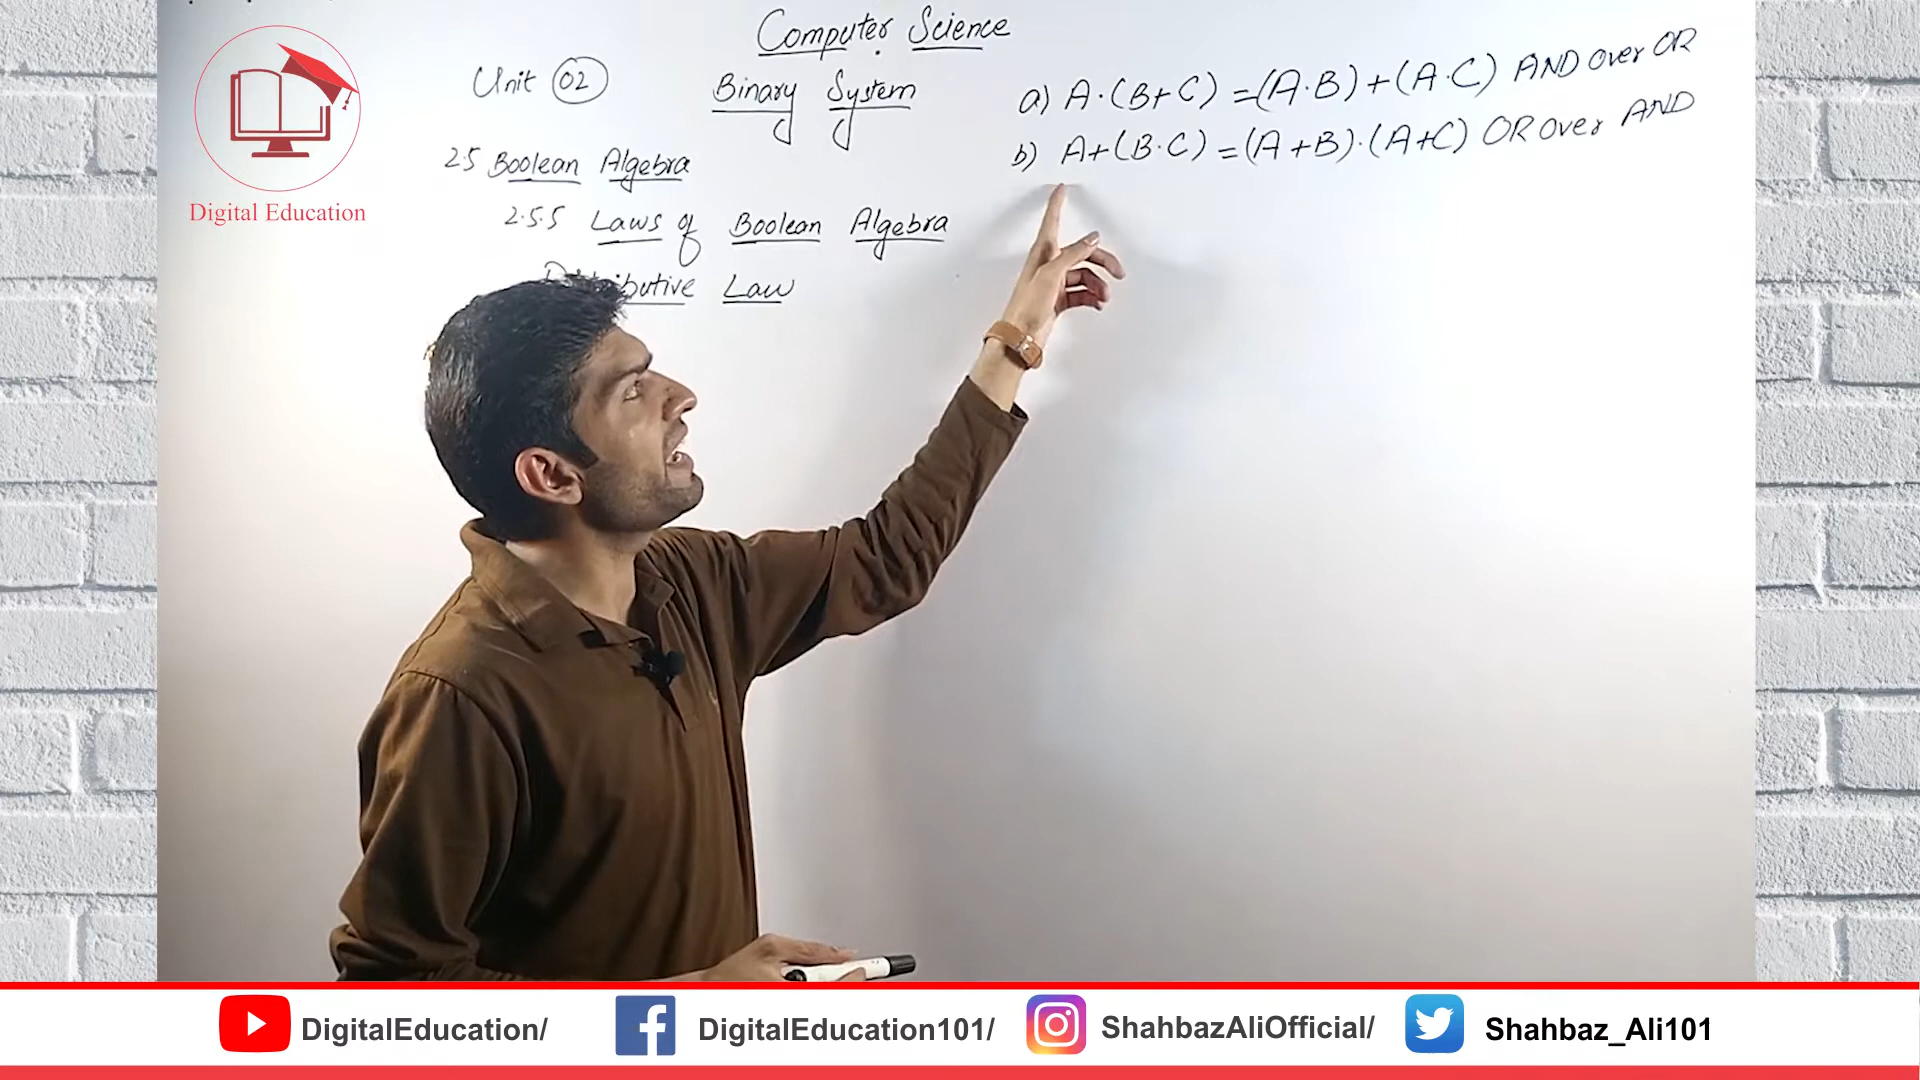 Computer Science
Unit 02
Binary System
2.5 Boolean Algebra
2.5.5 Laws of Boolean Algebra
Law
a) A·(B+C) =(A·B)+(A·C) AND over OR
b) A+(B·C)=(A+B)·(A+C) OR over AND
Digital Education
DigitalEducation/
DigitalEducation101/
ShahbazAliOfficial/
Shahbaz_Ali101